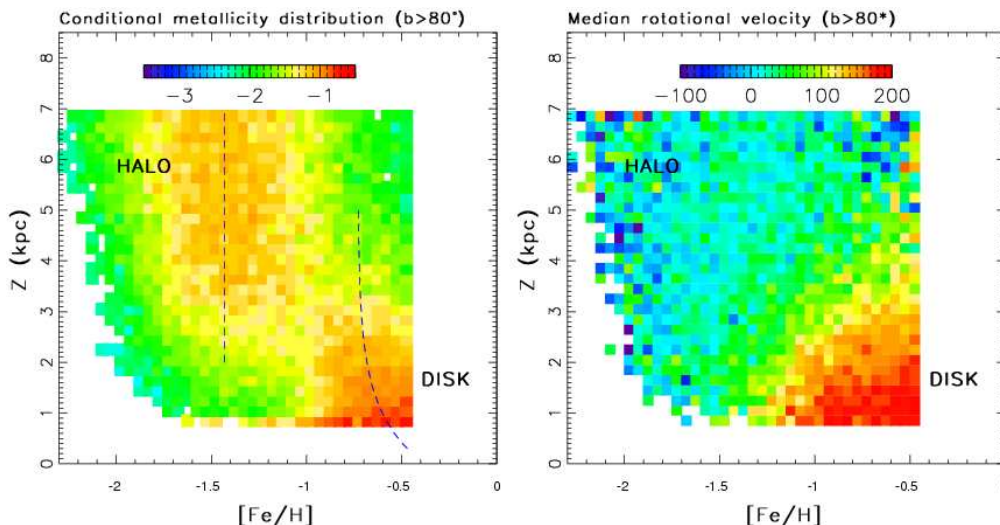 Conditional metallicity distribution (b>80°)
−3 −2 −1
HALO
DISK
Z (kpc)
0 1 2 3 4 5 6 7 8
-2 -1.5 -1 -0.5 0
[Fe/H]
Median rotational velocity (b>80*)
−100 0 100 200
HALO
DISK
Z (kpc)
0 1 2 3 4 5 6 7 8
-2 -1.5 -1 -0.5
[Fe/H]